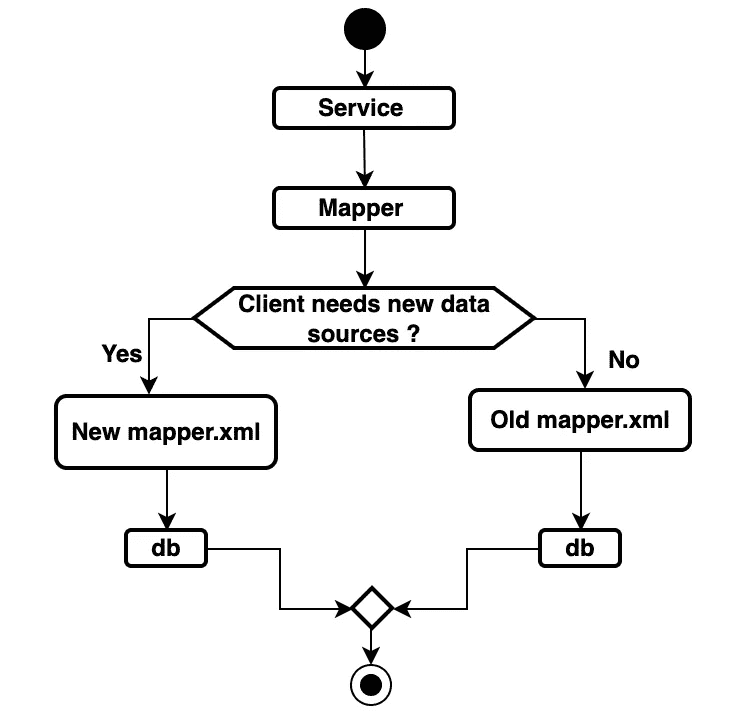 Service
Mapper
Client needs new data
sources ?
Yes
No
New mapper.xml
Old mapper.xml
db
db